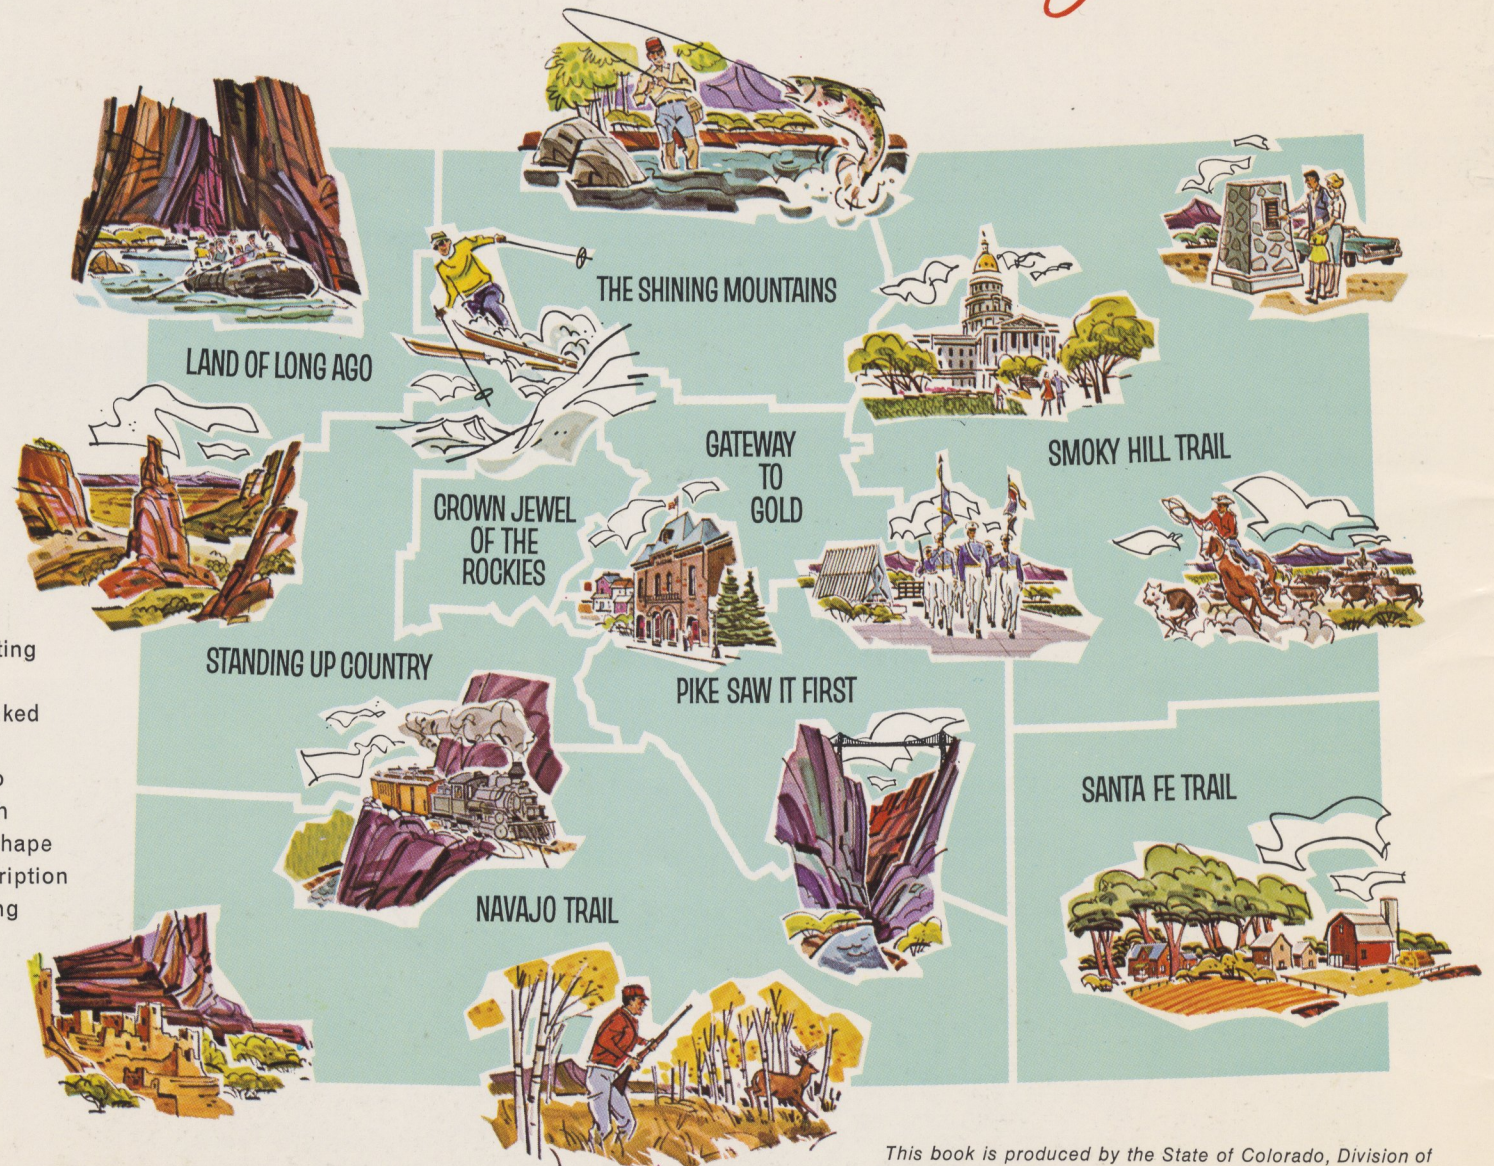 THE SHINING MOUNTAINS
LAND OF LONG AGO
GATEWAY
TO
GOLD
SMOKY HILL TRAIL
CROWN JEWEL
OF THE
ROCKIES
STANDING UP COUNTRY
PIKE SAW IT FIRST
SANTA FE TRAIL
NAVAJO TRAIL
This book is produced by the State of Colorado, Division of